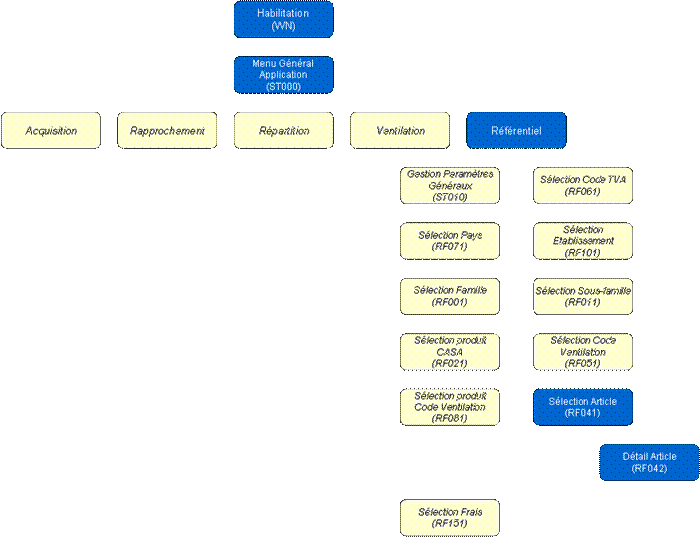 Habilitation
(WN)
Menu Général
Application
(ST000)
Acquisition
Rapprochement
Répartition
Ventilation
Référentiel
Gestion Paramètres
Généraux
(ST010)
Sélection Code TVA
(RF061)
Sélection Pays
(RF071)
Sélection
Etablissement
(RF101)
Sélection Famille
(RF001)
Sélection Sous-famille
(RF011)
Sélection produit
CASA
(RF021)
Sélection Code
Ventilation
(RF051)
Sélection produit
Code Ventilation
(RF081)
Sélection Article
(RF041)
Détail Article
(RF042)
Sélection Frais
(RF151)